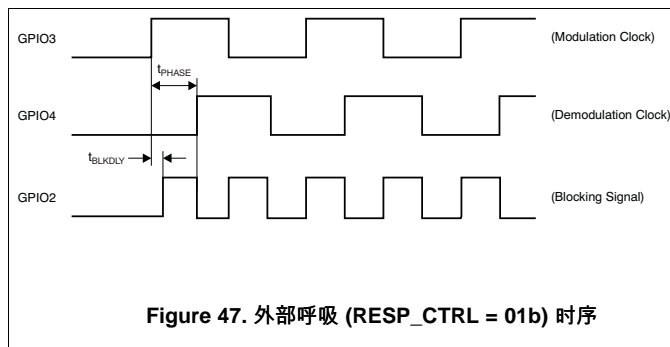 GPIO3 (Modulation Clock)
tPHASE
GPIO4 (Demodulation Clock)
tBLKDLY
GPIO2 (Blocking Signal)
Figure 47. 外部呼吸 (RESP_CTRL = 01b) 时序